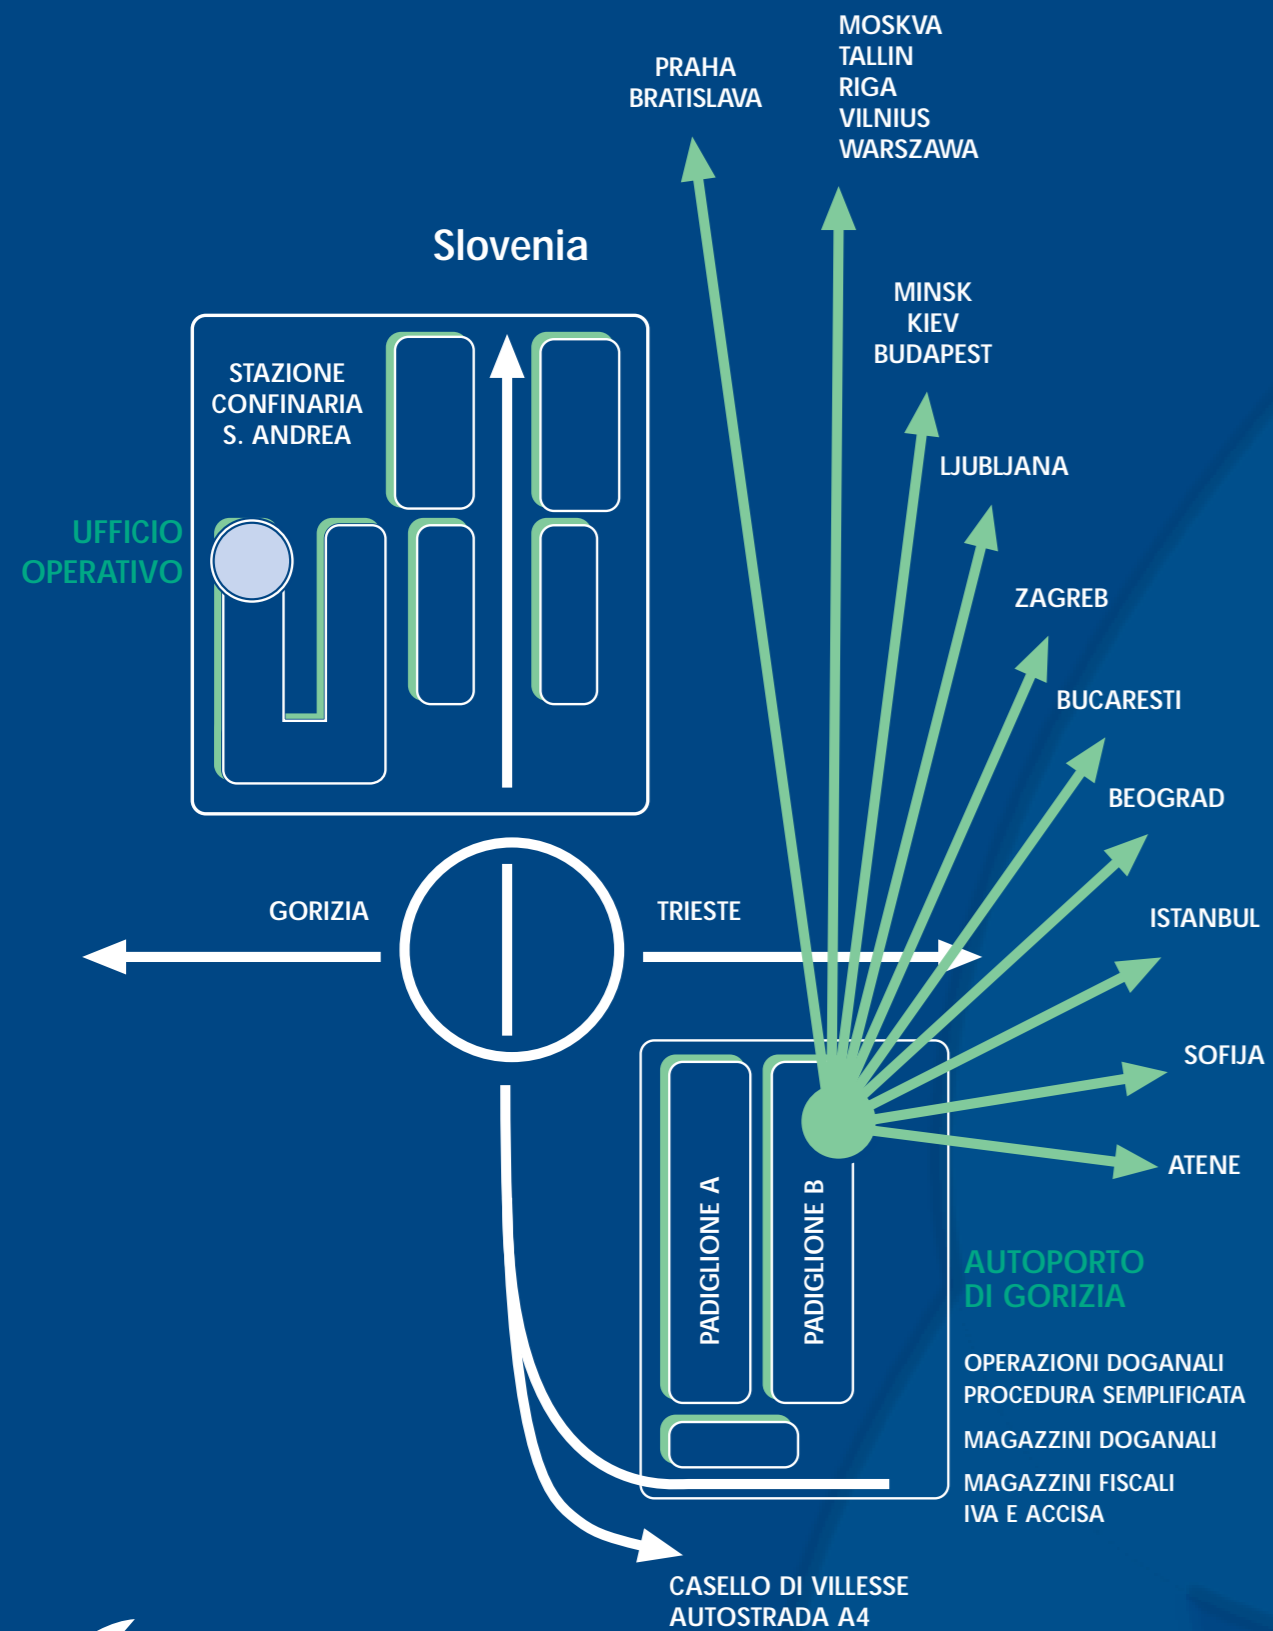 MOSKVA
TALLIN
RIGA
VILNIUS
WARSZAWA
PRAHA
BRATISLAVA
Slovenia
MINSK
KIEV
BUDAPEST
STAZIONE
CONFINARIA
S. ANDREA
LJUBLJANA
UFFICIO
OPERATIVO
ZAGREB
BUCARESTI
BEOGRAD
GORIZIA
TRIESTE
ISTANBUL
SOFIJA
ATENE
PADIGLIONE A
PADIGLIONE B
AUTOPORTO
DI GORIZIA
OPERAZIONI DOGANALI
PROCEDURA SEMPLIFICATA
MAGAZZINI DOGANALI
MAGAZZINI FISCALI
IVA E ACCISA
CASELLO DI VILLESSE
AUTOSTRADA A4